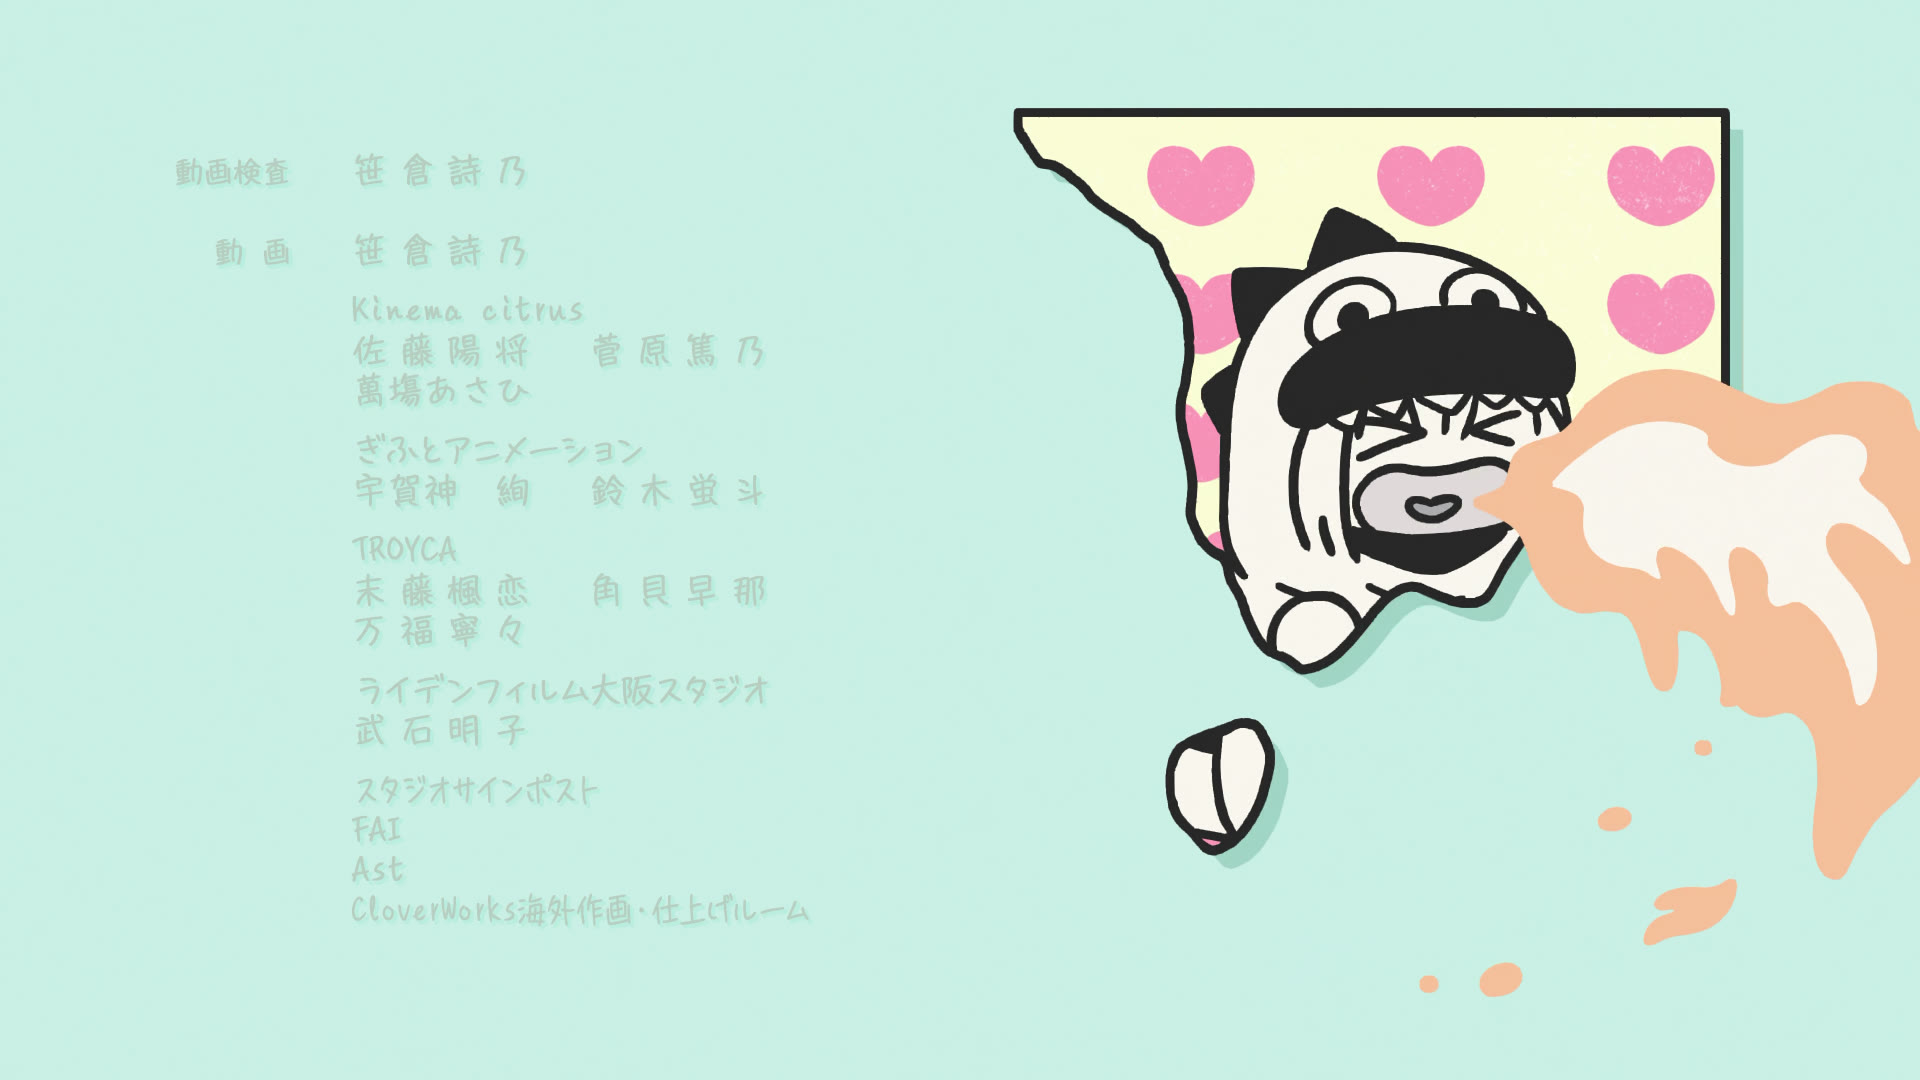 動画検査 笹倉詩乃
動画 笹倉詩乃
Kinema citrus
佐藤陽将 菅原篤乃
萬塲あさひ
ぎふとアニメーション
宇賀神 絢 鈴木蛍斗
TROYCA
末藤楓恋 角貝早那
万福寧々
ライデンフィルム大阪スタジオ
武石明子
スタジオサインポスト
FAI
Ast
CloverWorks海外作画・仕上げルーム